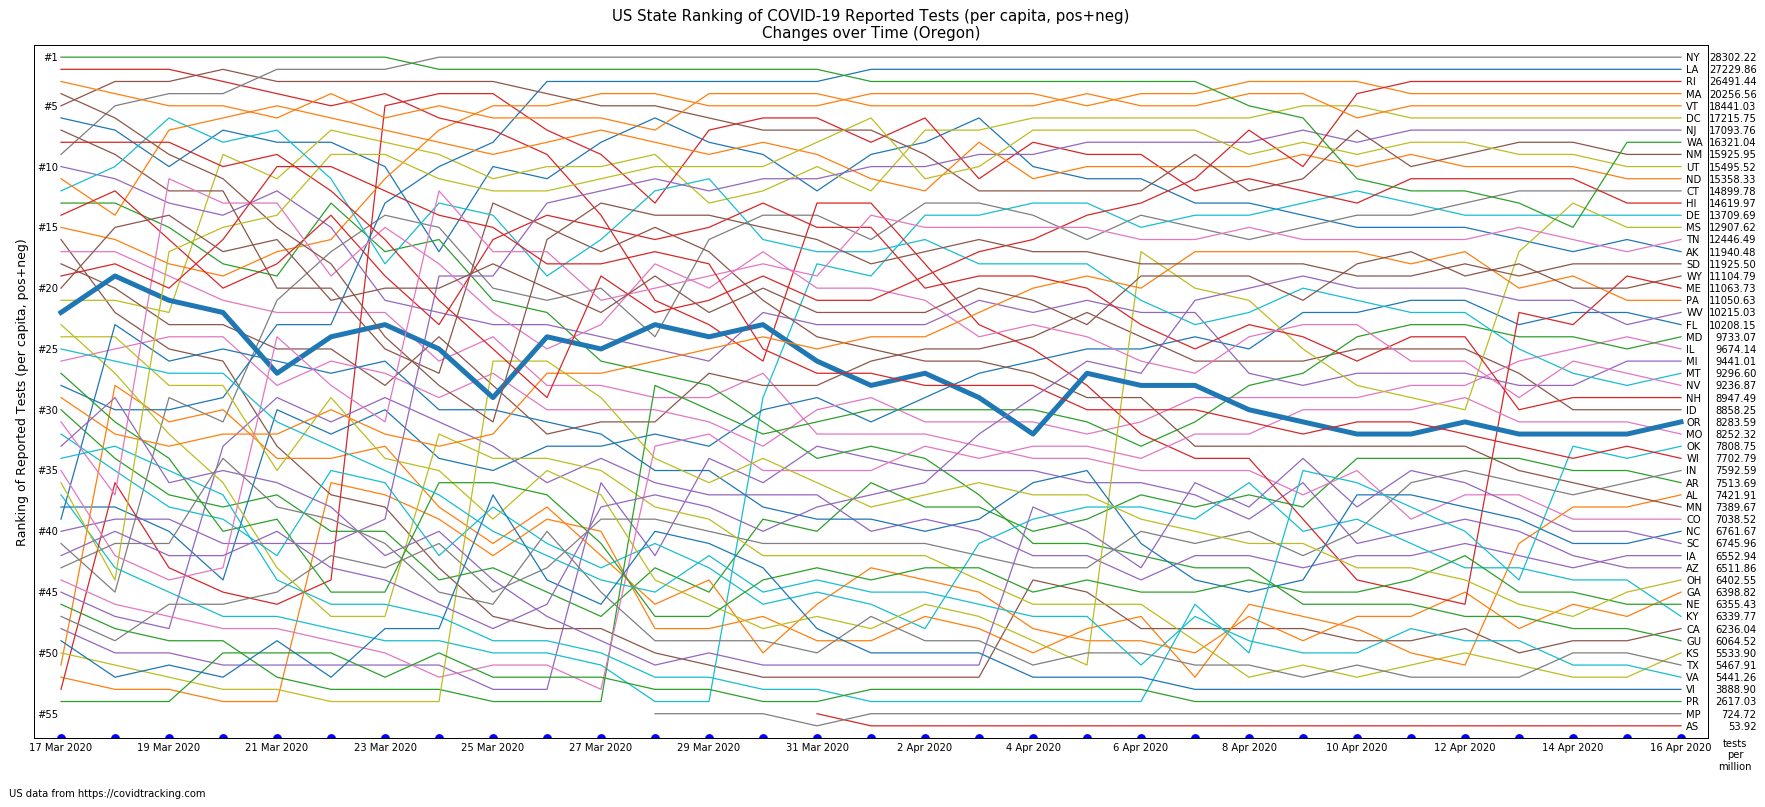 US State Ranking of COVID-19 Reported Tests (per capita, pos+neg)
Changes over Time (Oregon)
Ranking of Reported Tests (per capita, pos+neg)
#1
#5
#10
#15
#20
#25
#30
#35
#40
#45
#50
#55
NY 28302.22
LA 27229.86
RI 26491.44
MA 20256.56
VT 18441.03
DC 17215.75
NJ 17093.76
WA 16321.04
NM 15925.95
UT 15495.52
ND 15358.33
CT 14899.78
HI 14619.97
DE 13709.69
MS 12907.62
TN 12446.49
AK 11940.48
SD 11925.50
WY 11104.79
ME 11063.73
PA 11050.63
WV 10215.03
FL 10208.15
MD 9733.07
IL 9674.14
MI 9441.01
MT 9296.60
NV 9236.87
NH 8947.49
ID 8858.25
OR 8283.59
MO 8252.32
OK 7808.75
WI 7702.79
IN 7592.59
AR 7513.69
AL 7421.91
MN 7389.67
CO 7038.52
NC 6761.67
SC 6745.96
IA 6552.94
AZ 6511.86
OH 6402.55
GA 6398.82
NE 6355.43
KY 6339.77
CA 6236.04
GU 6064.52
KS 5533.90
TX 5467.91
VA 5441.26
VI 3888.90
PR 2617.03
MP 724.72
AS 53.92
17 Mar 2020 19 Mar 2020 21 Mar 2020 23 Mar 2020 25 Mar 2020 27 Mar 2020 29 Mar 2020 31 Mar 2020 2 Apr 2020 4 Apr 2020 6 Apr 2020 8 Apr 2020 10 Apr 2020 12 Apr 2020 14 Apr 2020 16 Apr 2020
tests
per
million
US data from https://covidtracking.com